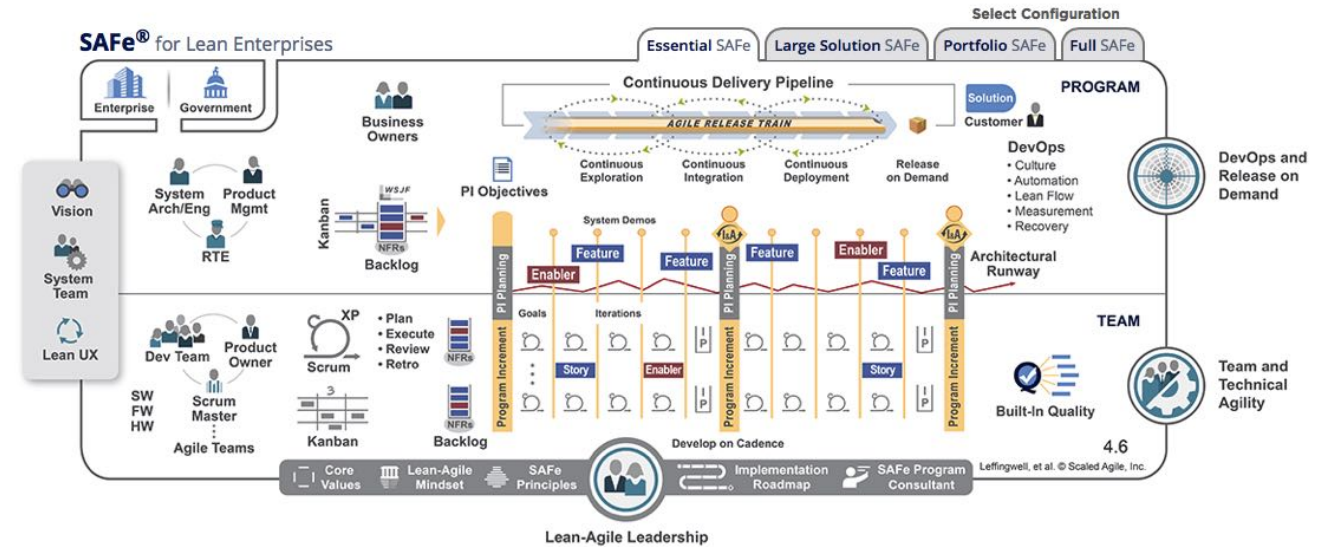 Select Configuration
SAFe® for Lean Enterprises
Essential SAFe
Large Solution SAFe
Portfolio SAFe
Full SAFe
Enterprise
Government
Business
Owners
Continuous Delivery Pipeline
AGILE RELEASE TRAIN
Continuous
Exploration
Continuous
Integration
Continuous
Deployment
Release
on Demand
Solution
Customer
PROGRAM
DevOps
• Culture
• Automation
• Lean Flow
• Measurement
• Recovery
DevOps and
Release on
Demand
Vision
System
Team
Lean UX
System
Arch/Eng
Product
Mgmt
RTE
Kanban
WSJF
NFRs
Backlog
PI Objectives
System Demos
PI Planning
Enabler
Feature
Feature
I&A
PI Planning
Feature
Enabler
Feature
I&A
PI Planning
Architectural
Runway
TEAM
Dev Team
Product
Owner
Scrum
Master
SW
FW
HW
Agile Teams
XP
Scrum
• Plan
• Execute
• Review
• Retro
3
Kanban
NFRs
NFRs
Backlog
Program Increment
Goals
Iterations
Story
Enabler
I
P
I
P
Program Increment
Story
I
P
I
P
Program Increment
Develop on Cadence
Built-In Quality
Team and
Technical
Agility
4.6
Leffingwell, et al. © Scaled Agile, Inc.
Core
Values
Lean-Agile
Mindset
SAFe
Principles
Implementation
Roadmap
SAFe Program
Consultant
Lean-Agile Leadership